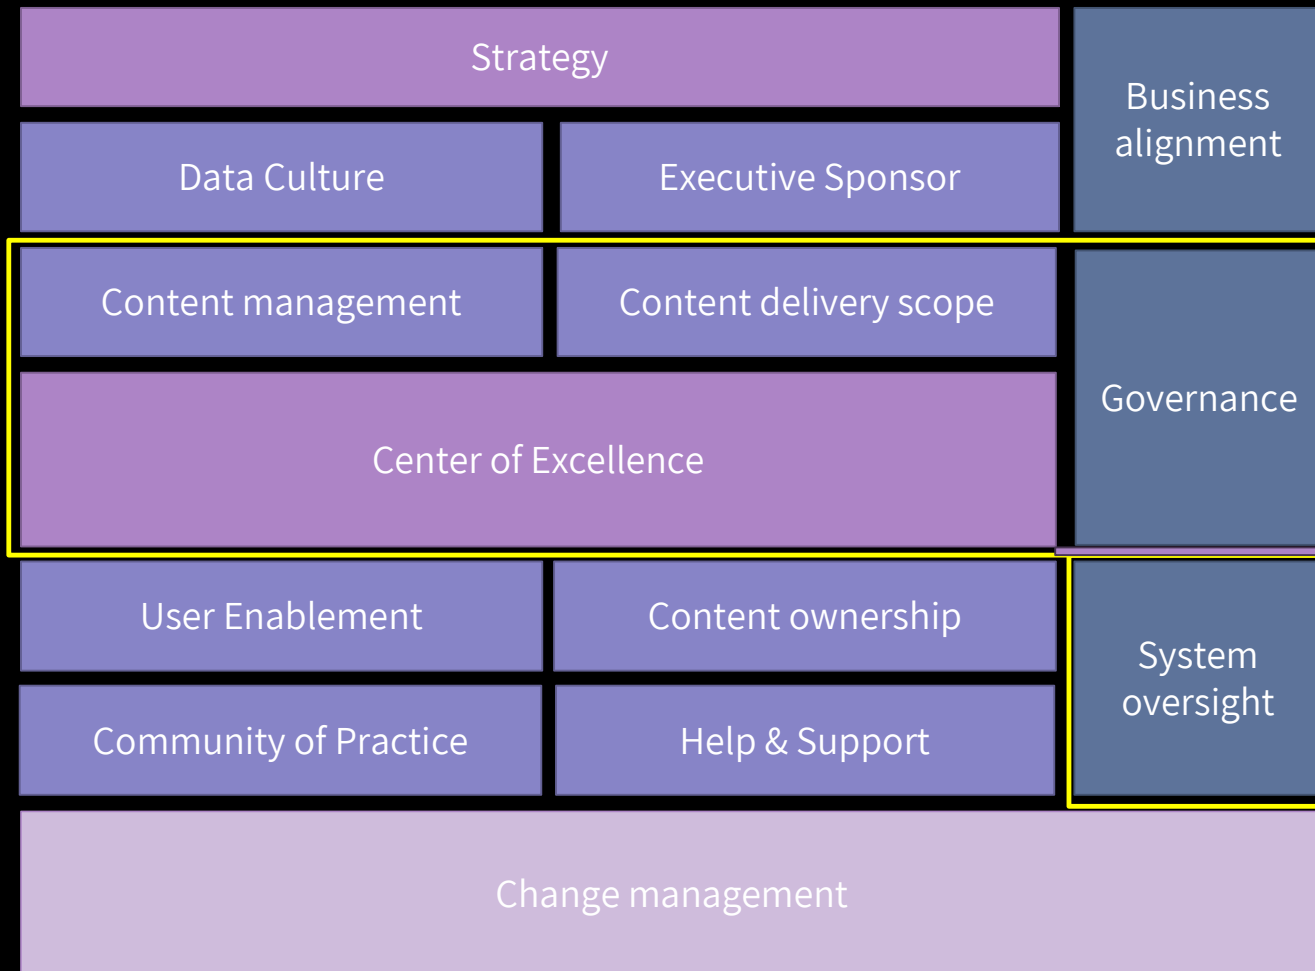 Strategy
Business
alignment
Data Culture
Executive Sponsor
Content management
Content delivery scope
Governance
Center of Excellence
User Enablement
Content ownership
System
oversight
Community of Practice
Help & Support
Change management